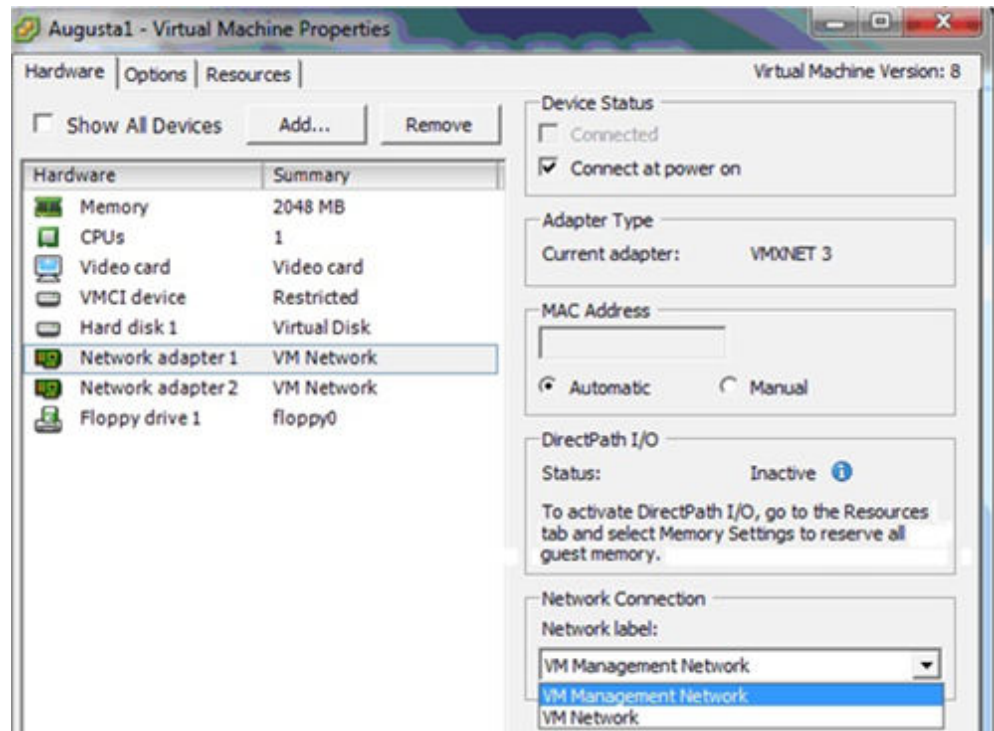 Augusta1 - Virtual Machine Properties
Hardware Options Resources Virtual Machine Version: 8
Show All Devices Add... Remove
Hardware Summary
Memory 2048 MB
CPUs 1
Video card Video card
VMCI device Restricted
Hard disk 1 Virtual Disk
Network adapter 1 VM Network
Network adapter 2 VM Network
Floppy drive 1 floppy0
Device Status
Connected
Connect at power on
Adapter Type
Current adapter: VMXNET 3
MAC Address
Automatic Manual
DirectPath I/O
Status: Inactive
To activate DirectPath I/O, go to the Resources
tab and select Memory Settings to reserve all
guest memory.
Network Connection
Network label:
VM Management Network
VM Management Network
VM Network